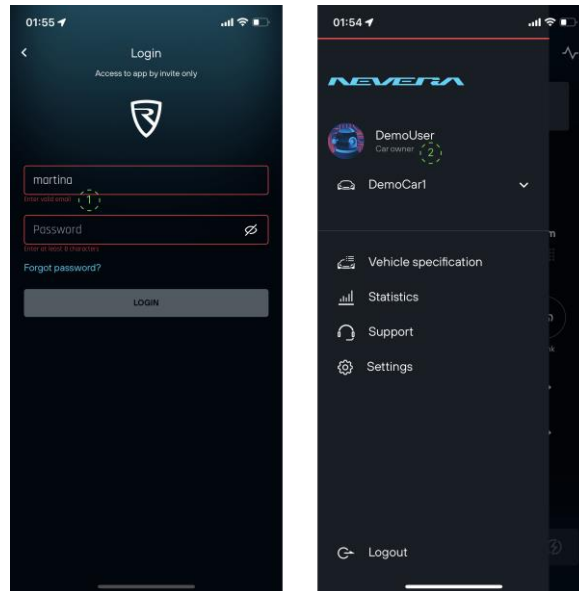 01:55
Login
Access to app by invite only
martina
Enter valid email
1
Password
Enter at least 8 characters
Forgot password?
LOGIN
01:54
NEVERA
DemoUser
Car owner
2
DemoCar1
Vehicle specification
Statistics
Support
Settings
Logout